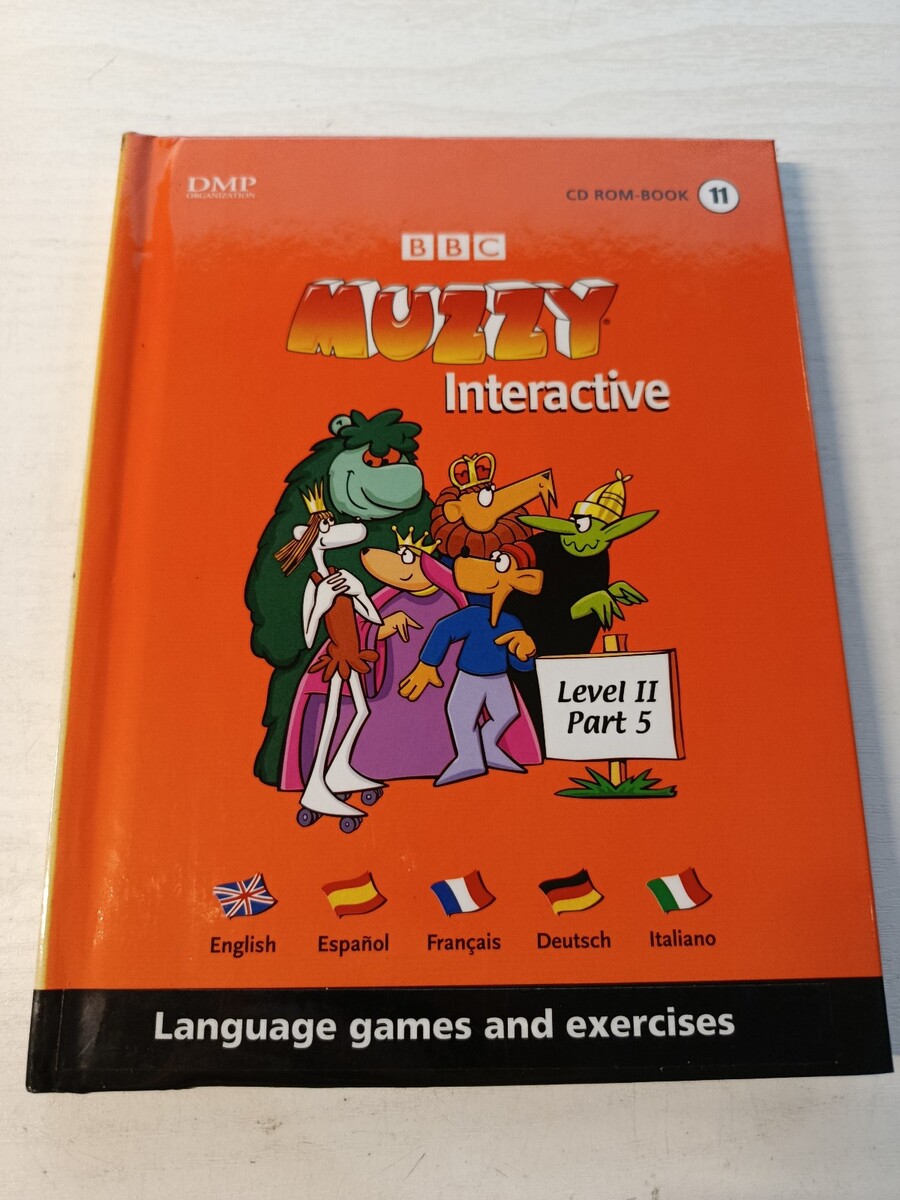 DMP
ORGANIZATION
CD ROM-BOOK 11
BBC
MUZZY®
Interactive
Level II
Part 5
English
Español
Français
Deutsch
Italiano
Language games and exercises